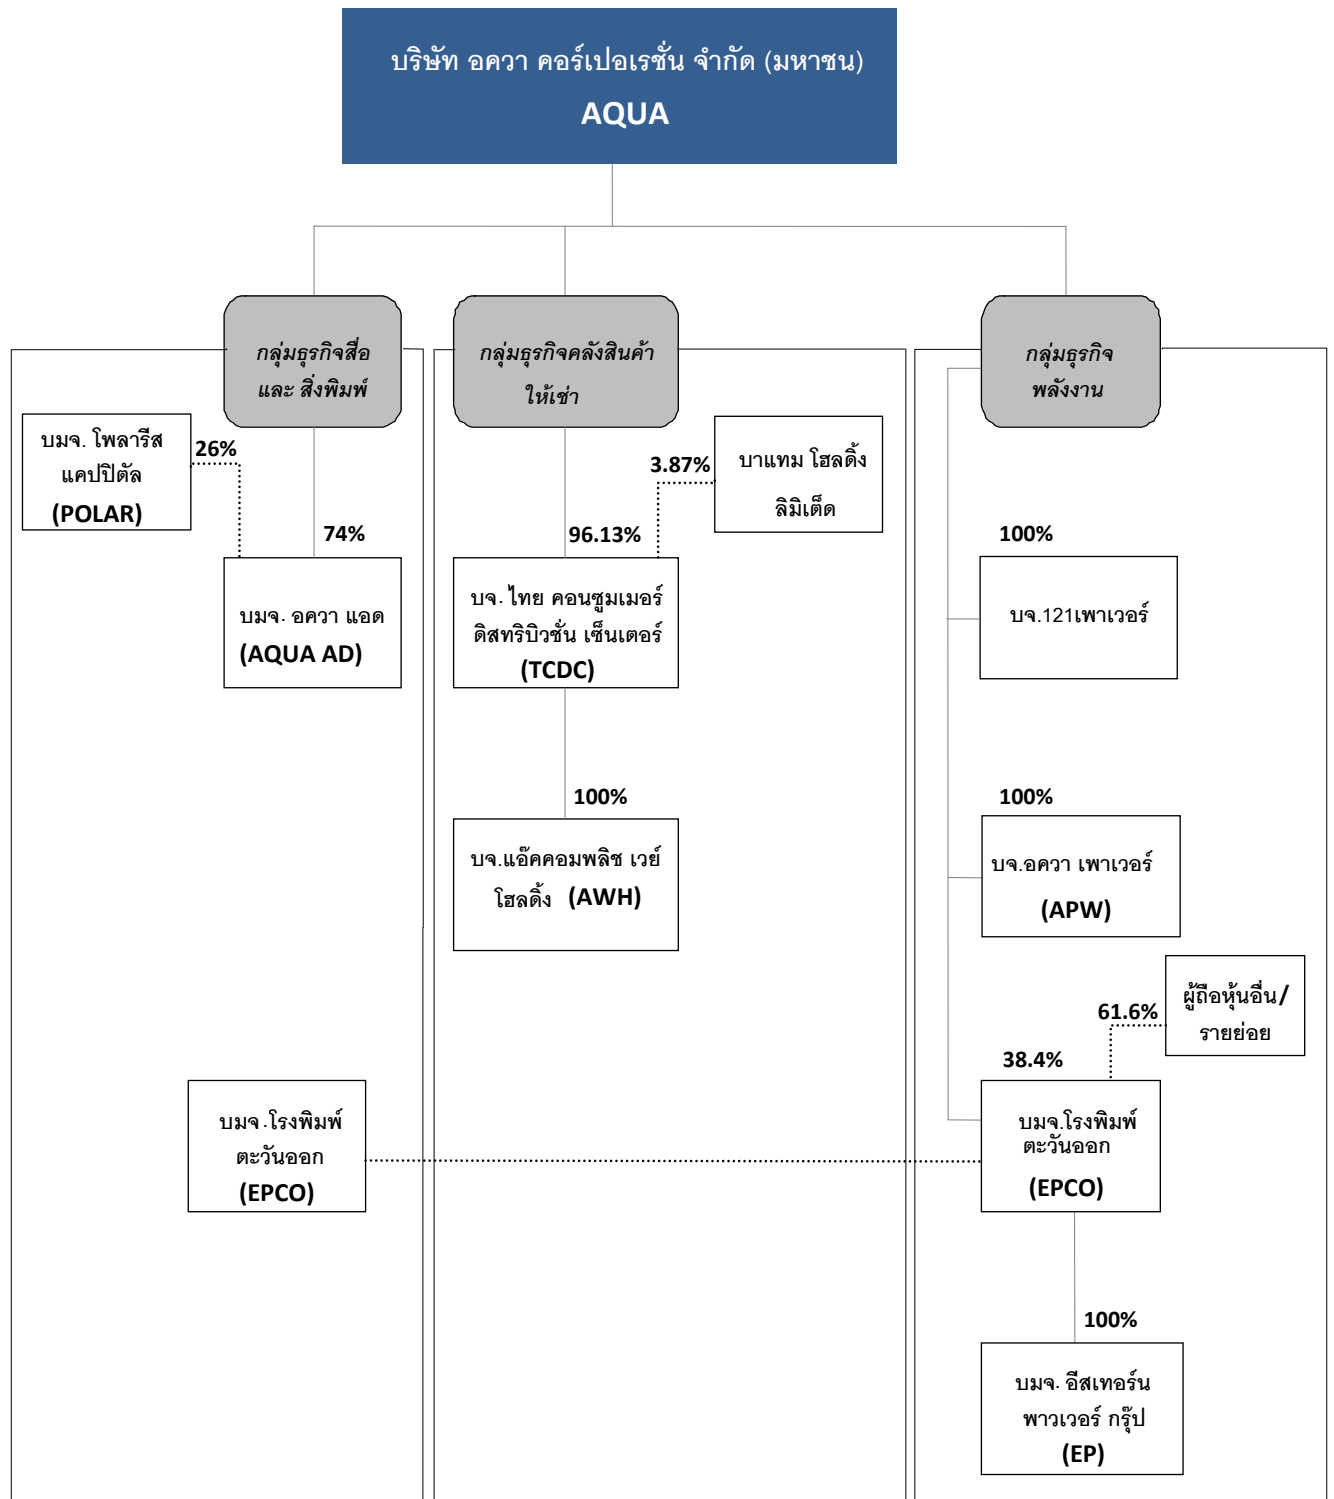 บริษัท อควา คอร์เปอเรชั่น จำกัด (มหาชน)
AQUA
กลุ่มธุรกิจสื่อ
และ สิ่งพิมพ์
กลุ่มธุรกิจคลังสินค้า
ให้เช่า
กลุ่มธุรกิจ
พลังงาน
บมจ. โพลารีส
แคปปิตัล
(POLAR)
26%
74%
บมจ. อควา แอด
(AQUA AD)
3.87%
บาแทม โฮลดิ้ง
ลิมิเต็ด
96.13%
บจ. ไทย คอนซูมเมอร์
ดิสทริบิวชั่น เซ็นเตอร์
(TCDC)
100%
บจ.แอ๊คคอมพลิช เวย์
โฮลดิ้ง (AWH)
100%
บจ.121เพาเวอร์
100%
บจ.อควา เพาเวอร์
(APW)
61.6%
ผู้ถือหุ้นอื่น/
รายย่อย
38.4%
บมจ.โรงพิมพ์
ตะวันออก
(EPCO)
บมจ.โรงพิมพ์
ตะวันออก
(EPCO)
100%
บมจ. อีสเทอร์น
พาวเวอร์ กรุ๊ป
(EP)